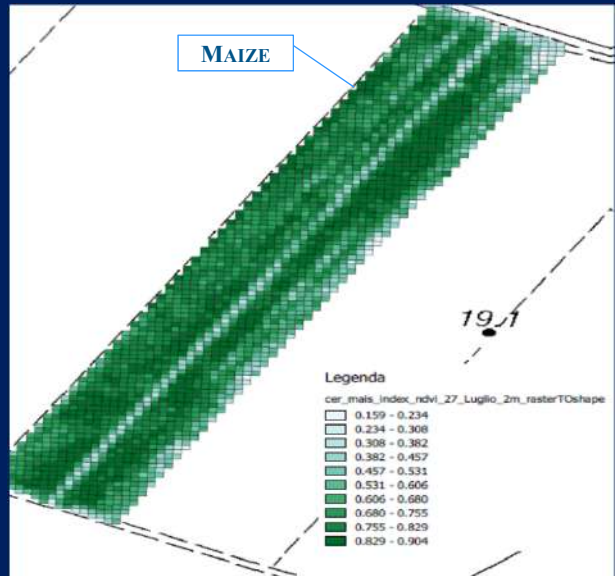 MAIZE
19,1
Legenda
cer_mais_index_ndvi_27_Luglio_2m_rasterTOshape
0.159 - 0.234
0.234 - 0.308
0.308 - 0.382
0.382 - 0.457
0.457 - 0.531
0.531 - 0.606
0.606 - 0.680
0.680 - 0.755
0.755 - 0.829
0.829 - 0.904